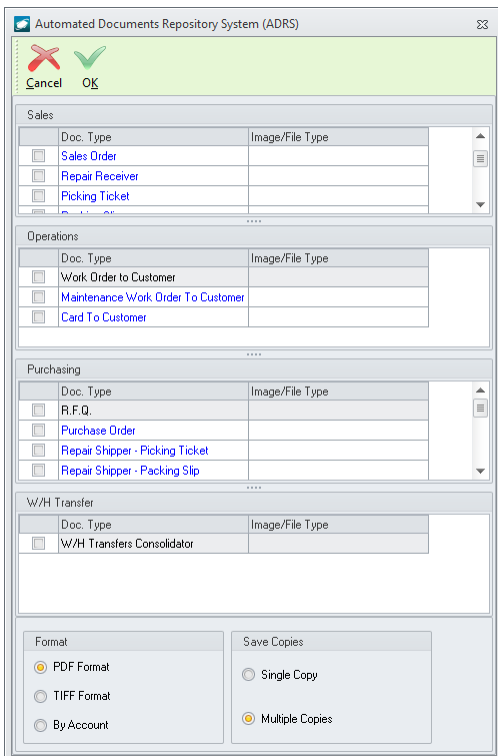 Automated Documents Repository System (ADRS)
Cancel OK
Sales
Doc. Type Image/File Type
Sales Order
Repair Receiver
Picking Ticket
Operations
Doc. Type Image/File Type
Work Order to Customer
Maintenance Work Order To Customer
Card To Customer
Purchasing
Doc. Type Image/File Type
R.F.Q.
Purchase Order
Repair Shipper - Picking Ticket
Repair Shipper - Packing Slip
W/H Transfer
Doc. Type Image/File Type
W/H Transfers Consolidator
Format Save Copies
PDF Format
Single Copy
TIFF Format
Multiple Copies
By Account